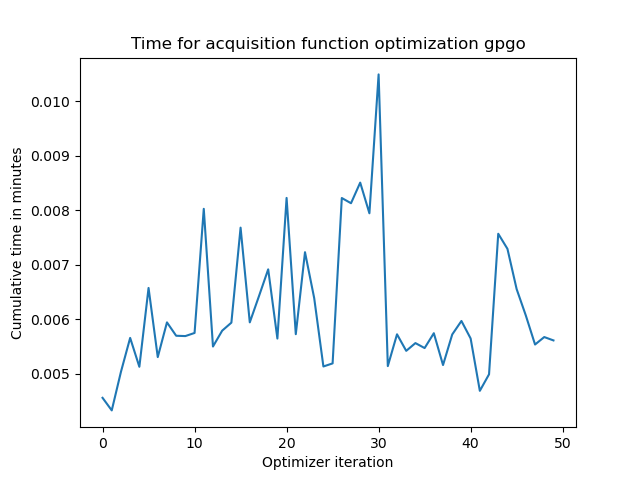 Time for acquisition function optimization gpgo
Cumulative time in minutes
0.010
0.009
0.008
0.007
0.006
0.005
0 10 20 30 40 50
Optimizer iteration